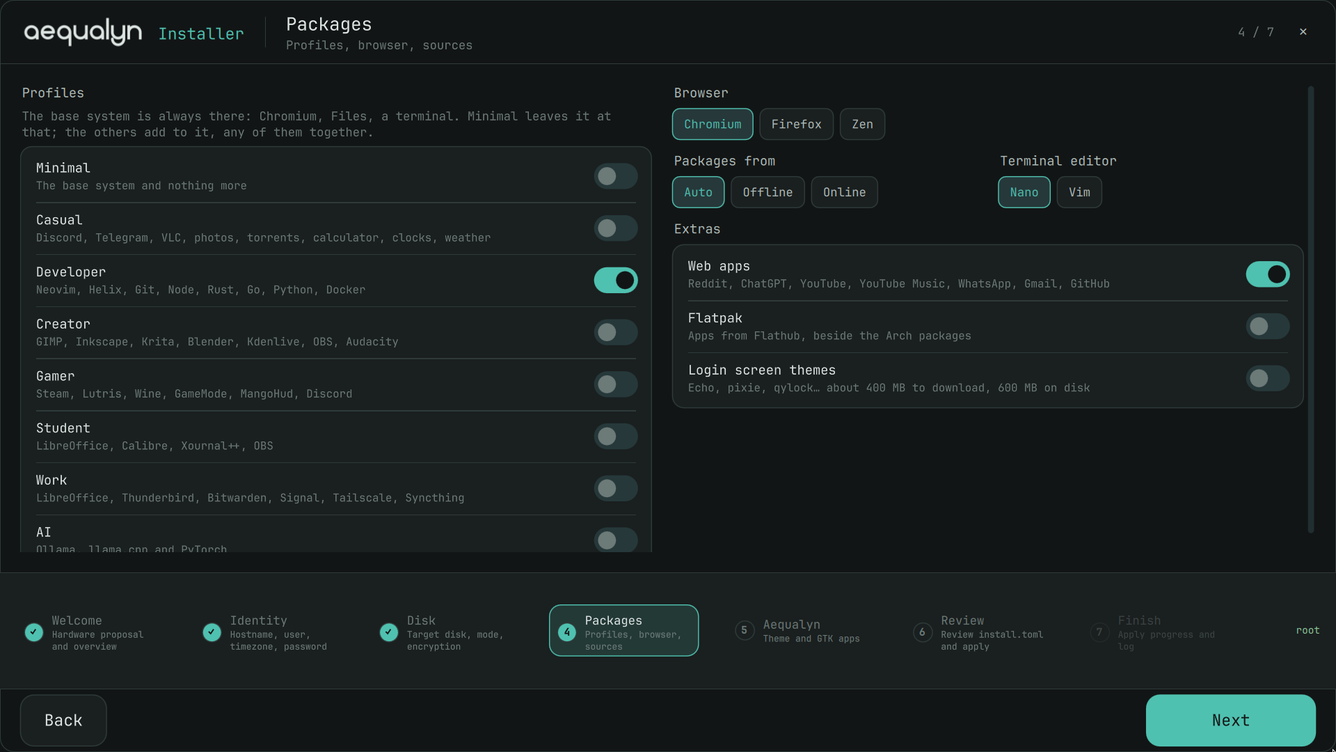 aequalyn Installer
Packages
Profiles, browser, sources
4 / 7
×
Profiles
The base system is always there: Chromium, Files, a terminal. Minimal leaves it at
that; the others add to it, any of them together.
Minimal
The base system and nothing more
Casual
Discord, Telegram, VLC, photos, torrents, calculator, clocks, weather
Developer
Neovim, Helix, Git, Node, Rust, Go, Python, Docker
Creator
GIMP, Inkscape, Krita, Blender, Kdenlive, OBS, Audacity
Gamer
Steam, Lutris, Wine, GameMode, MangoHud, Discord
Student
LibreOffice, Calibre, Xournal++, OBS
Work
LibreOffice, Thunderbird, Bitwarden, Signal, Tailscale, Syncthing
AI
Ollama, llama.cpp and PyTorch
Browser
Chromium
Firefox
Zen
Packages from
Auto
Offline
Online
Terminal editor
Nano
Vim
Extras
Web apps
Reddit, ChatGPT, YouTube, YouTube Music, WhatsApp, Gmail, GitHub
Flatpak
Apps from Flathub, beside the Arch packages
Login screen themes
Echo, pixie, qylock… about 400 MB to download, 600 MB on disk
Welcome
Hardware proposal
and overview
Identity
Hostname, user,
timezone, password
Disk
Target disk, mode,
encryption
4
Packages
Profiles, browser,
sources
5
Aequalyn
Theme and GTK apps
6
Review
Review install.toml
and apply
7
Finish
Apply progress and
log
root
Back
Next